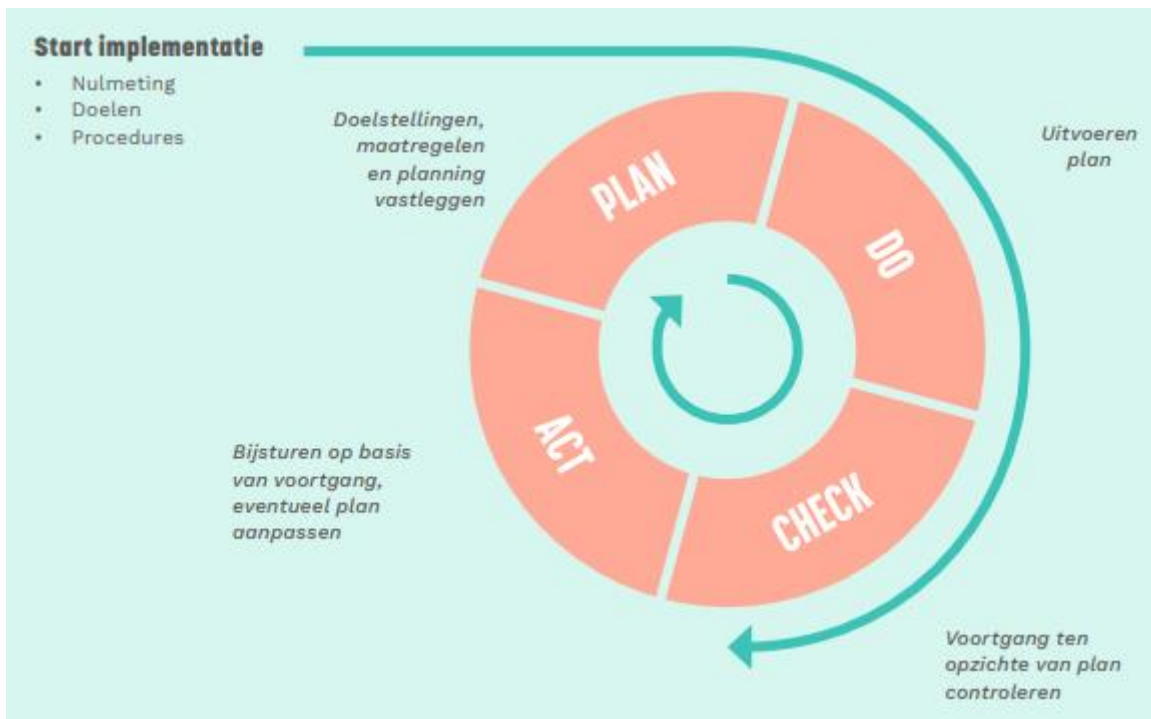 Start implementatie
• Nulmeting
• Doelen
• Procedures
Doelstellingen,
maatregelen
en planning
vastleggen
PLAN
Uitvoeren
plan
DO
CHECK
Voortgang ten
opzichte van plan
controleren
ACT
Bijsturen op basis
van voortgang,
eventueel plan
aanpassen